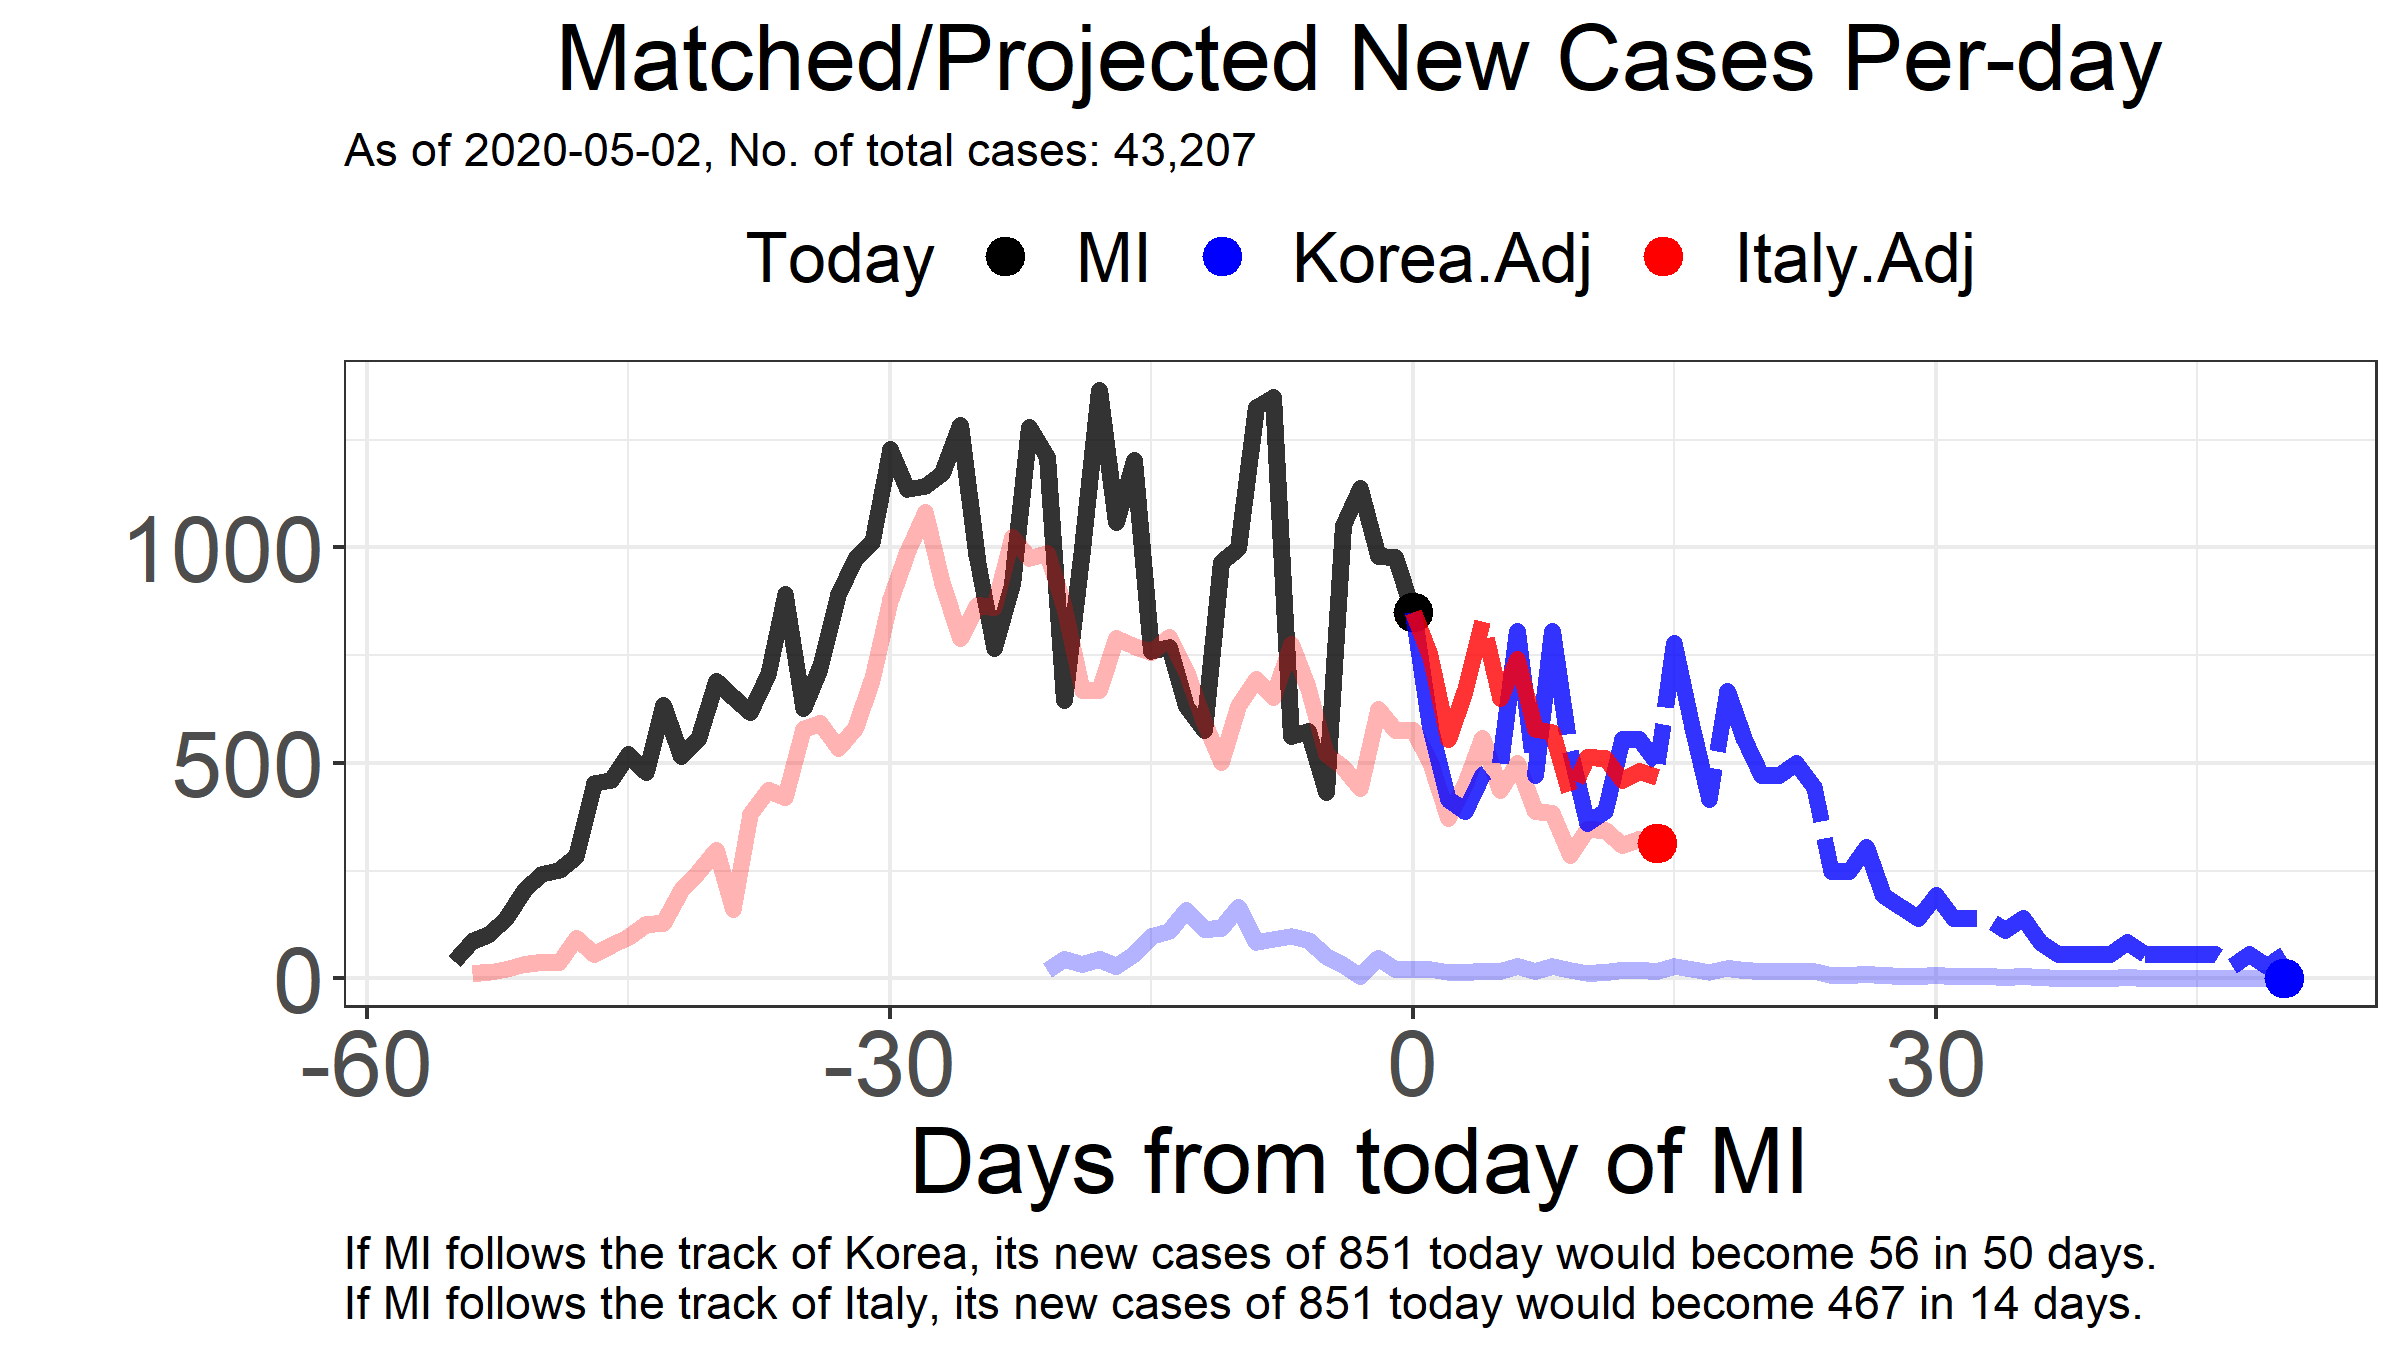 Matched/Projected New Cases Per-day
As of 2020-05-02, No. of total cases: 43,207
Today MI Korea.Adj Italy.Adj
1000
500
0
-60 -30 0 30
Days from today of MI
If MI follows the track of Korea, its new cases of 851 today would become 56 in 50 days.
If MI follows the track of Italy, its new cases of 851 today would become 467 in 14 days.